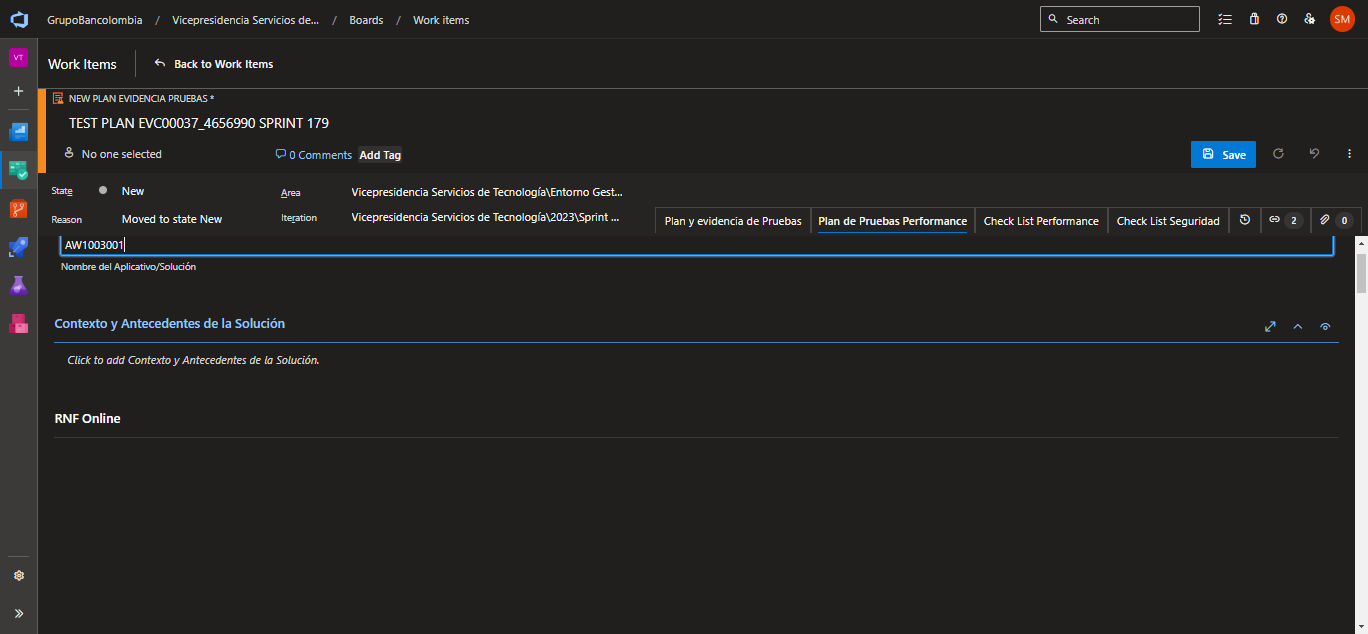 GrupoBancolombia / Vicepresidencia Servicios de... / Boards / Work items
Search
SM
VT
Work Items
Back to Work Items
NEW PLAN EVIDENCIA PRUEBAS *
TEST PLAN EVC00037_4656990 SPRINT 179
No one selected
0 Comments
Add Tag
Save
State
New
Area
Vicepresidencia Servicios de Tecnología\Entorno Gest...
Reason
Moved to state New
Iteration
Vicepresidencia Servicios de Tecnología\2023\Sprint ...
Plan y evidencia de Pruebas
Plan de Pruebas Performance
Check List Performance
Check List Seguridad
2
0
AW1003001
Nombre del Aplicativo/Solución
Contexto y Antecedentes de la Solución
Click to add Contexto y Antecedentes de la Solución.
RNF Online